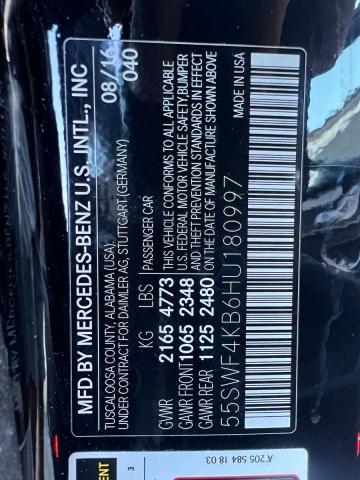 MFD. BY MERCEDES-BENZ U.S. INTL., INC
08/16
040
TUSCALOOSA COUNTY, ALABAMA (USA),
UNDER CONTRACT FOR DAIMLER AG, STUTTGART (GERMANY)
PASSENGER CAR
KG LBS
GVWR 2165 4773
GAWR FRONT 1065 2348
GAWR REAR 1125 2480
THIS VEHICLE CONFORMS TO ALL APPLICABLE
U.S. FEDERAL MOTOR VEHICLE SAFETY, BUMPER
AND THEFT PREVENTION STANDARDS IN EFFECT
ON THE DATE OF MANUFACTURE SHOWN ABOVE
55SWF4KB6HU180997
MADE IN USA
A 205 584 18 03
3